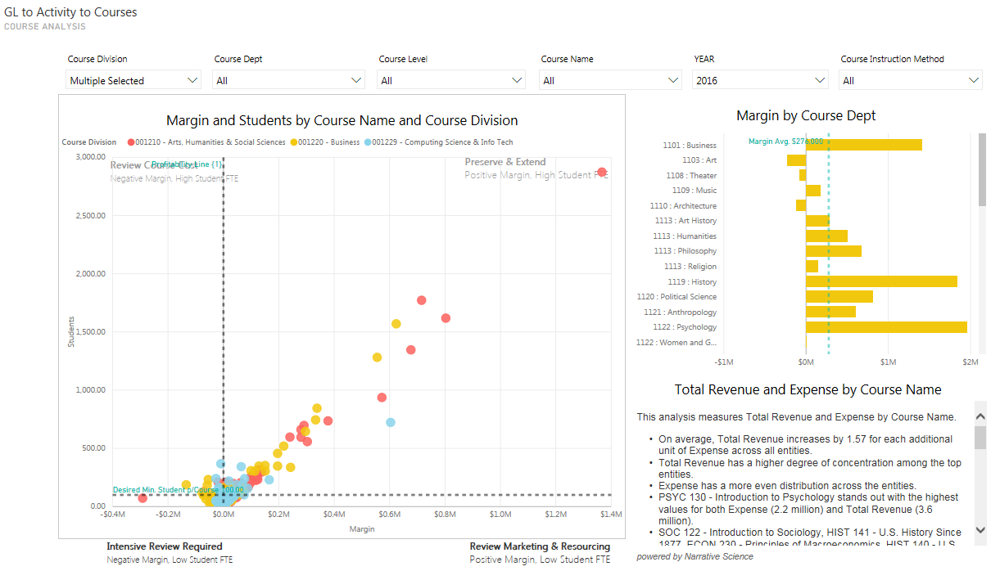 GL to Activity to Courses
COURSE ANALYSIS
Course Division
Course Dept
Course Level
Course Name
YEAR
Course Instruction Method
Multiple Selected
All
All
All
2016
All
Margin and Students by Course Name and Course Division
Course Division
001210 - Arts, Humanities & Social Sciences
001220 - Business
001229 - Computing Science & Info Tech
Review Course Cost
Profitability Line {1}
Negative Margin, High Student FTE
Preserve & Extend
Positive Margin, High Student FTE
3,000.00
2,500.00
2,000.00
1,500.00
1,000.00
500.00
0.00
Students
Desired Min. Student p/Course 100.00
-$0.4M
-$0.2M
$0.0M
$0.2M
$0.4M
$0.6M
$0.8M
$1.0M
$1.2M
$1.4M
Margin
Intensive Review Required
Negative Margin, Low Student FTE
Review Marketing & Resourcing
Positive Margin, Low Student FTE
Margin by Course Dept
Margin Avg. $276,000
1101 : Business
1103 : Art
1108 : Theater
1109 : Music
1110 : Architecture
1113 : Art History
1113 : Humanities
1113 : Philosophy
1113 : Religion
1119 : History
1120 : Political Science
1121 : Anthropology
1122 : Psychology
1122 : Women and G...
-$1M
$0M
$1M
$2M
Total Revenue and Expense by Course Name
This analysis measures Total Revenue and Expense by Course Name.
• On average, Total Revenue increases by 1.57 for each additional
unit of Expense across all entities.
• Total Revenue has a higher degree of concentration among the top
entities.
• Expense has a more even distribution across the entities.
• PSYC 130 - Introduction to Psychology stands out with the highest
values for both Expense (2.2 million) and Total Revenue (3.6
million).
• SOC 122 - Introduction to Sociology, HIST 141 - U.S. History Since
1877, ECON 230 - Principles of Macroeconomics, HIST 140 - U.S.
powered by Narrative Science